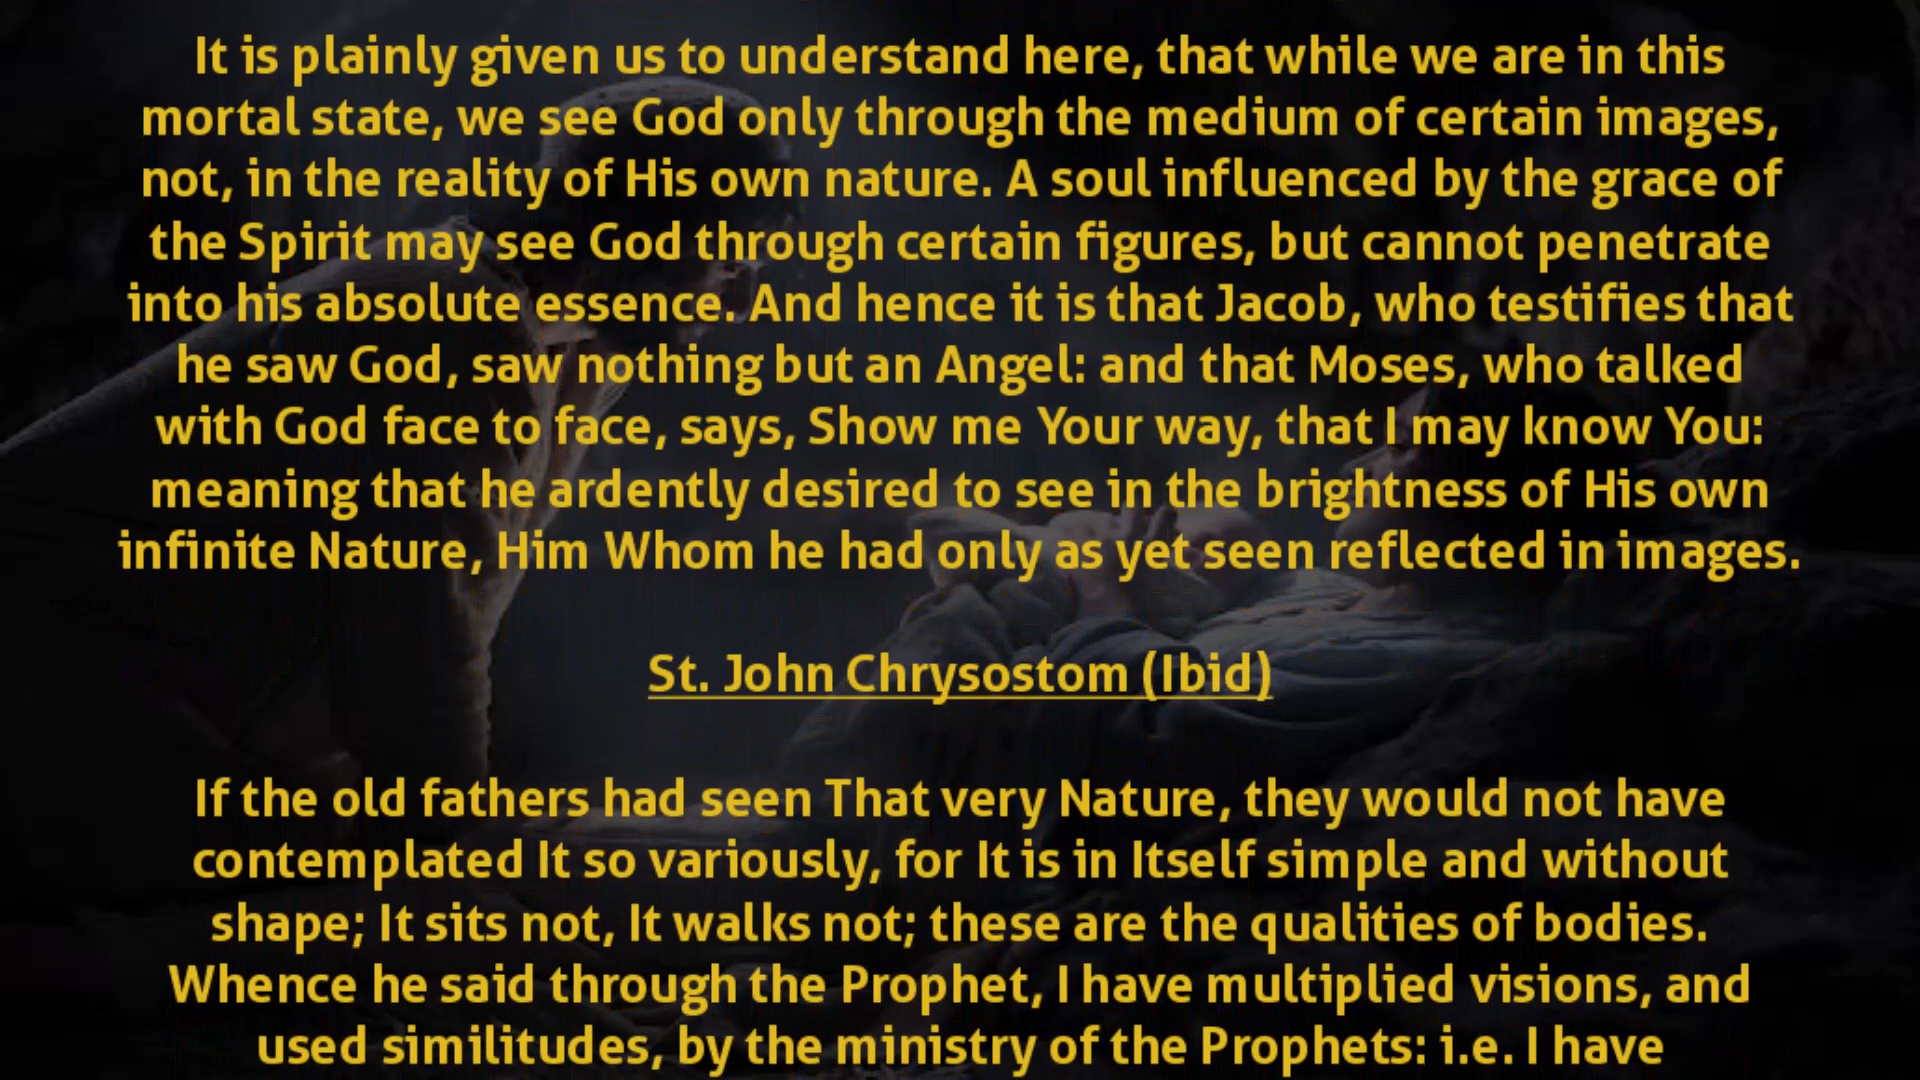 It is plainly given us to understand here, that while we are in this
mortal state, we see God only through the medium of certain images,
not, in the reality of His own nature. A soul influenced by the grace of
the Spirit may see God through certain figures, but cannot penetrate
into his absolute essence. And hence it is that Jacob, who testifies that
he saw God, saw nothing but an Angel: and that Moses, who talked
with God face to face, says, Show me Your way, that I may know You:
meaning that he ardently desired to see in the brightness of His own
infinite Nature, Him Whom he had only as yet seen reflected in images.
St. John Chrysostom (Ibid)
If the old fathers had seen That very Nature, they would not have
contemplated It so variously, for It is in Itself simple and without
shape; It sits not, It walks not; these are the qualities of bodies.
Whence he said through the Prophet, I have multiplied visions, and
used similitudes, by the ministry of the Prophets: i.e. I have